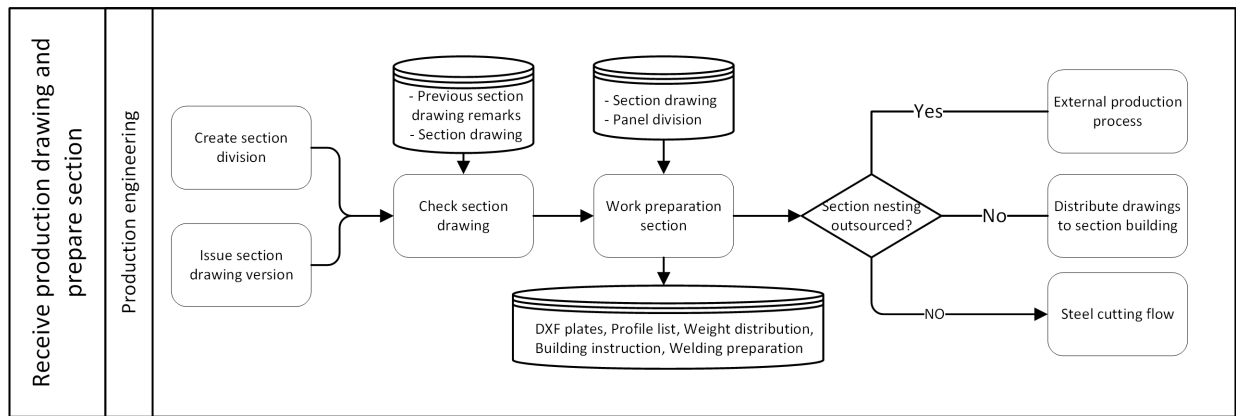 Receive production drawing and
prepare section
Production engineering
Create section
division
Issue section
drawing version
- Previous section
drawing remarks
- Section drawing
Check section
drawing
- Section drawing
- Panel division
Work preparation
section
DXF plates, Profile list, Weight distribution,
Building instruction, Welding preparation
Section nesting
outsourced?
Yes
External production
process
No
Distribute drawings
to section building
NO
Steel cutting flow